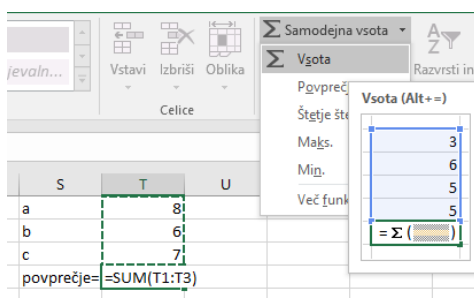 Samodejna vsota
Vsota
Povpreč
Štetje šte
Maks.
Min.
Več funk
jevaln...
Vstavi Izbriši Oblika
Celice
Razvrsti in
Vsota (Alt+=)
3
6
5
5
= Σ ( )
S T U
a 8
b 6
c 7
povprečje= =SUM(T1:T3)